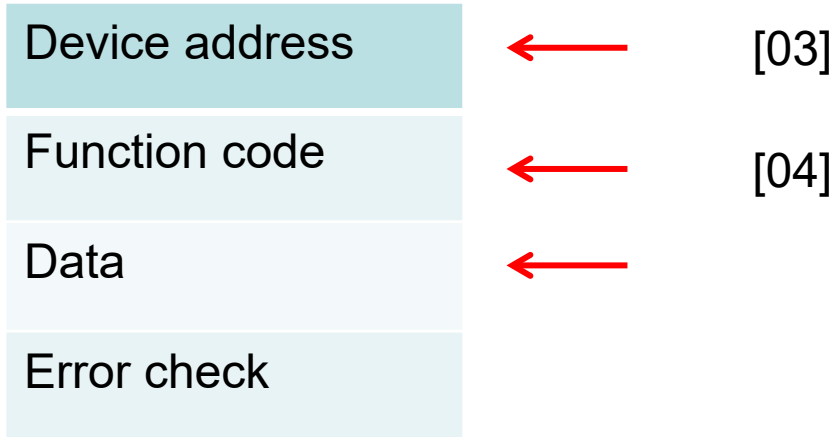 Device address [03]
Function code [04]
Data
Error check